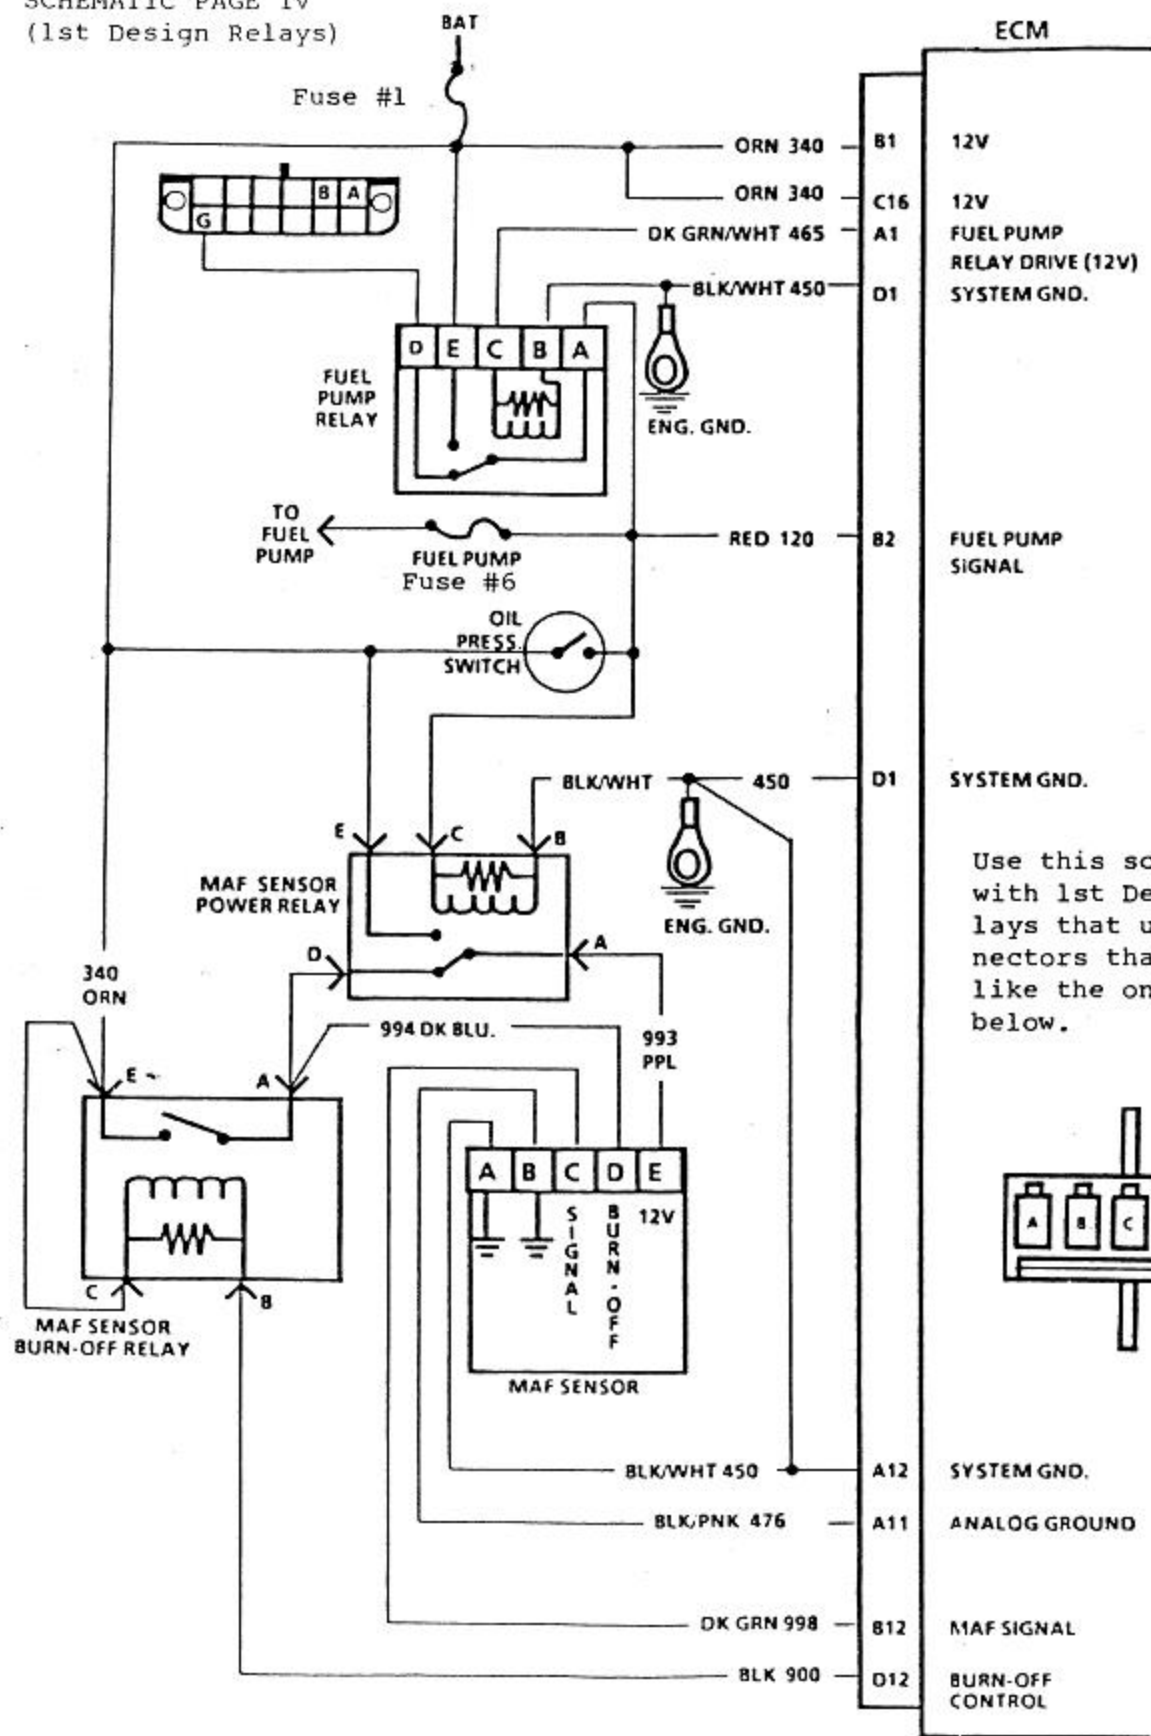 SCHEMATIC PAGE IV
(1st Design Relays)
BAT
ECM
Fuse #1
ORN 340
B1
12V
ORN 340
C16
12V
B A
G
DK GRN/WHT 465
A1
FUEL PUMP
RELAY DRIVE (12V)
BLK/WHT 450
D1
SYSTEM GND.
D E C B A
FUEL
PUMP
RELAY
ENG. GND.
TO
FUEL
PUMP
FUEL PUMP
Fuse #6
RED 120
B2
FUEL PUMP
SIGNAL
OIL
PRESS.
SWITCH
BLK/WHT
450
D1
SYSTEM GND.
E
C
B
MAF SENSOR
POWER RELAY
D
A
ENG. GND.
Use this sc
with 1st De
lays that u
nectors tha
like the on
below.
340
ORN
994 DK BLU.
993
PPL
E
A
A B C D E
SIGNAL
BURN-OFF
12V
A B C
C
B
MAF SENSOR
BURN-OFF RELAY
MAF SENSOR
BLK/WHT 450
A12
SYSTEM GND.
BLK/PNK 476
A11
ANALOG GROUND
DK GRN 998
B12
MAF SIGNAL
BLK 900
D12
BURN-OFF
CONTROL